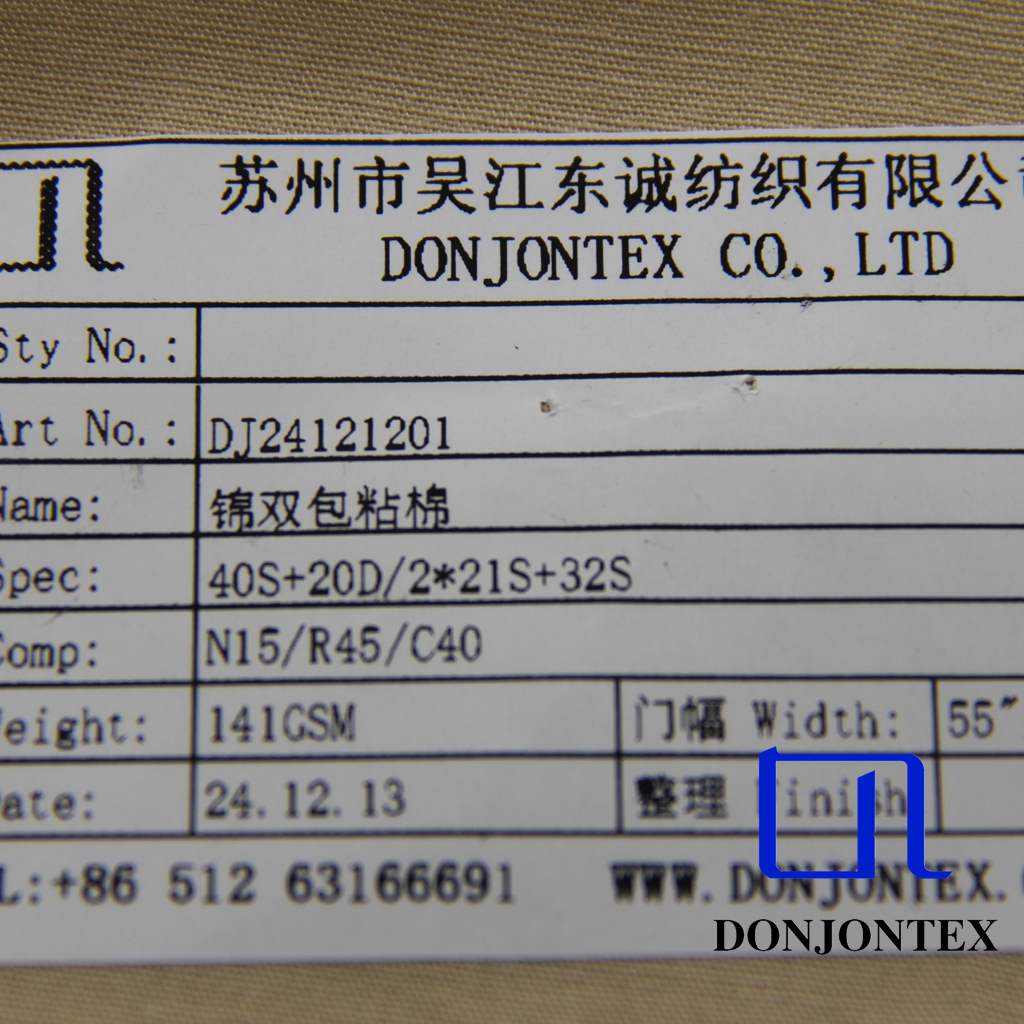 苏州市吴江东诚纺织有限公
DONJONTEX CO.,LTD
Sty No.:
Art No.: DJ24121201
Name: 锦双包粘棉
Spec: 40S+20D/2*21S+32S
Comp: N15/R45/C40
Weight: 141GSM 门幅 Width: 55"
Date: 24.12.13 整理 Finish
L:+86 512 63166691 WWW.DONJONTEX.
DONJONTEX